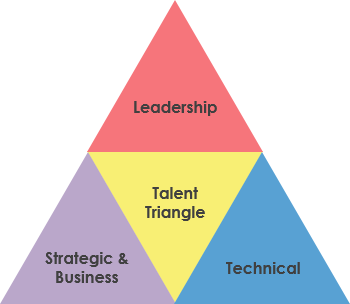 Leadership
Talent
Triangle
Strategic &
Business
Technical